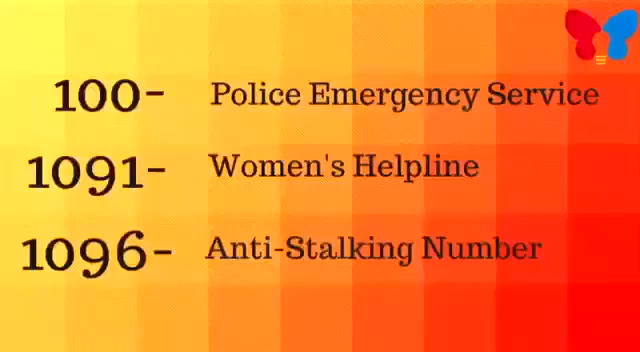 100- Police Emergency Service
1091- Women's Helpline
1096- Anti-Stalking Number